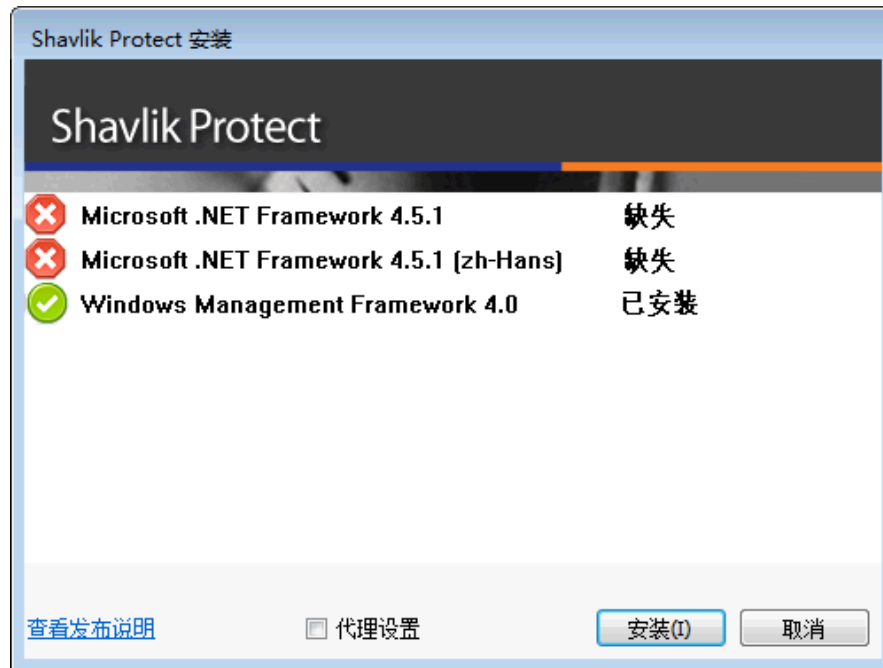 Shavlik Protect 安装
Shavlik Protect
Microsoft .NET Framework 4.5.1 缺失
Microsoft .NET Framework 4.5.1 (zh-Hans) 缺失
Windows Management Framework 4.0 已安装
查看发布说明 代理设置 安装(I) 取消